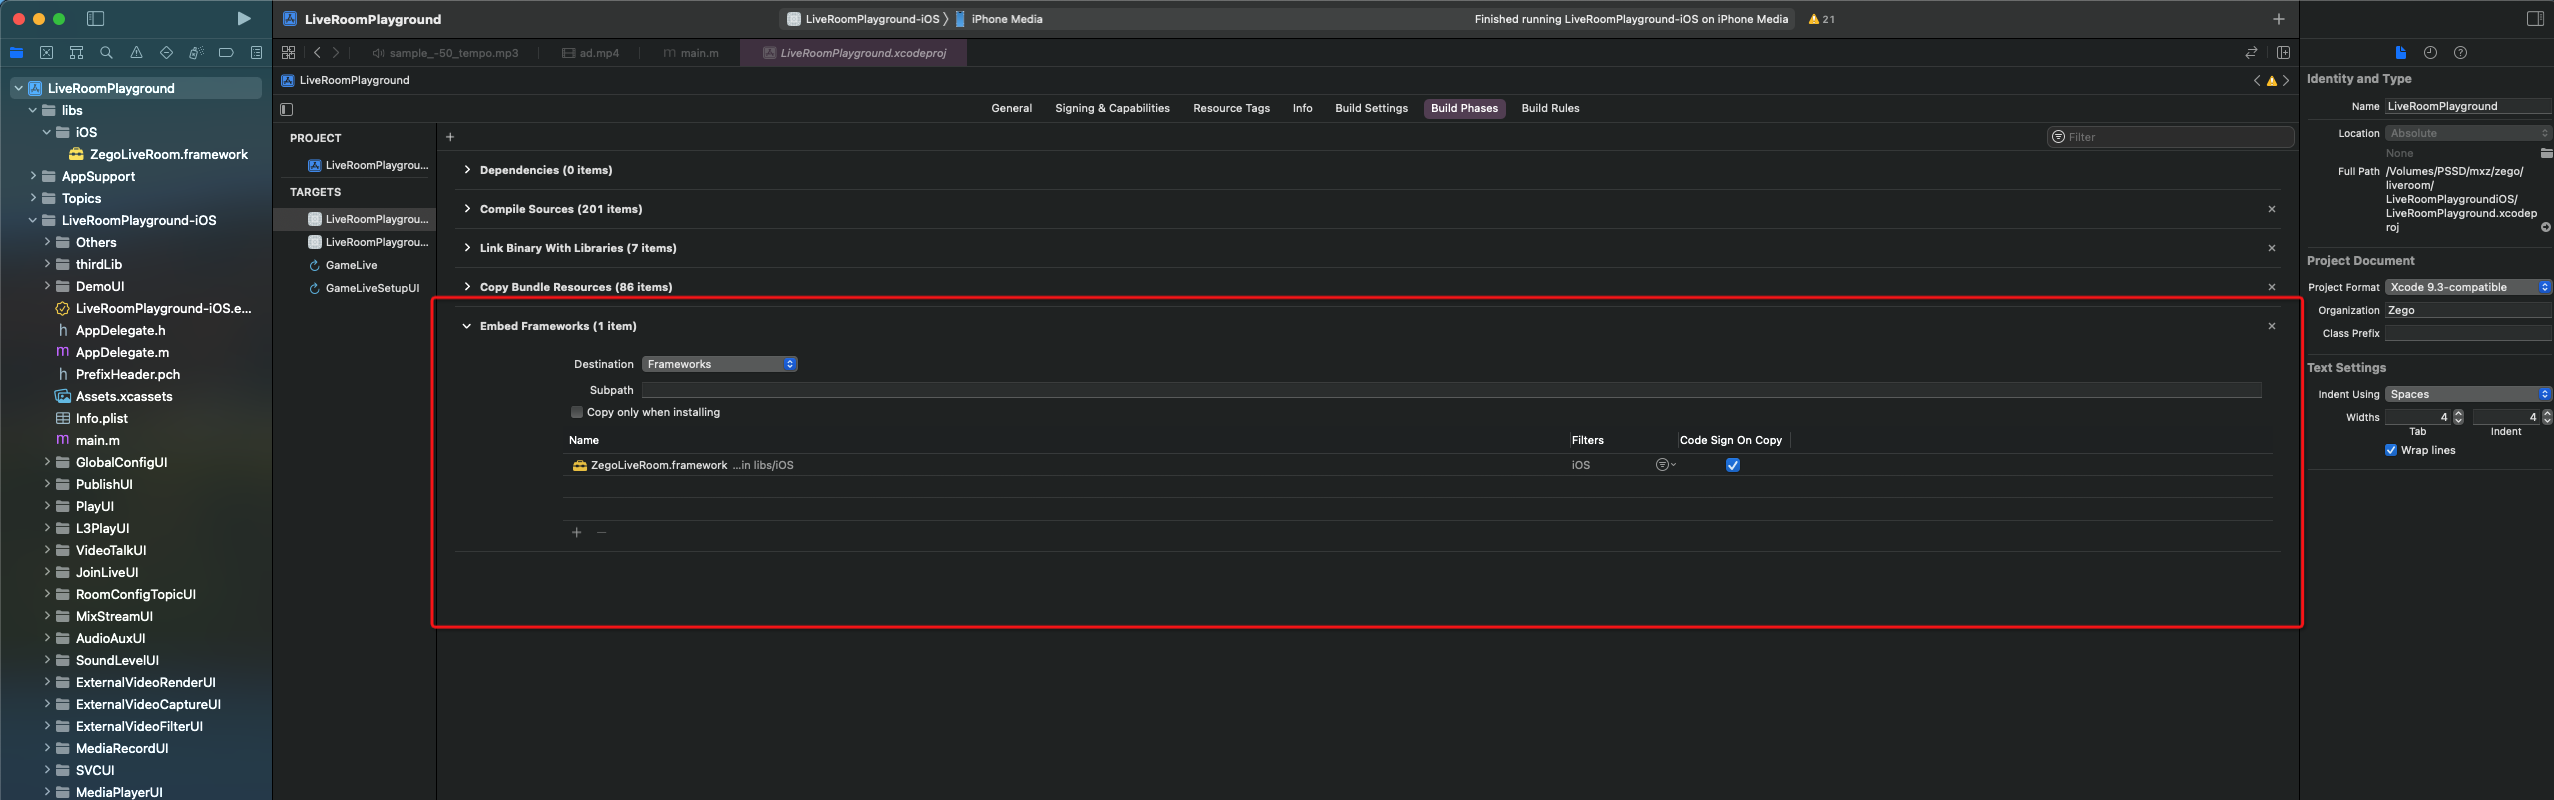 LiveRoomPlayground
LiveRoomPlayground-iOS
iPhone Media
Finished running LiveRoomPlayground-iOS on iPhone Media
21
sample_-50_tempo.mp3
ad.mp4
main.m
LiveRoomPlayground.xcodeproj
LiveRoomPlayground
General
Signing & Capabilities
Resource Tags
Info
Build Settings
Build Phases
Build Rules
LiveRoomPlayground
libs
iOS
ZegoLiveRoom.framework
AppSupport
Topics
LiveRoomPlayground-iOS
Others
thirdLib
DemoUI
LiveRoomPlayground-iOS.e...
AppDelegate.h
AppDelegate.m
PrefixHeader.pch
Assets.xcassets
Info.plist
main.m
GlobalConfigUI
PublishUI
PlayUI
L3PlayUI
VideoTalkUI
JoinLiveUI
RoomConfigTopicUI
MixStreamUI
AudioAuxUI
SoundLevelUI
ExternalVideoRenderUI
ExternalVideoCaptureUI
ExternalVideoFilterUI
MediaRecordUI
SVCUI
MediaPlayerUI
PROJECT
LiveRoomPlaygrou...
TARGETS
LiveRoomPlaygrou...
LiveRoomPlaygrou...
GameLive
GameLiveSetupUI
Filter
Dependencies (0 items)
Compile Sources (201 items)
Link Binary With Libraries (7 items)
Copy Bundle Resources (86 items)
Embed Frameworks (1 item)
Destination Frameworks
Subpath
Copy only when installing
Name Filters Code Sign On Copy
ZegoLiveRoom.framework ...in libs/iOS iOS
Identity and Type
Name LiveRoomPlayground
Location Absolute
None
Full Path /Volumes/PSSD/mxz/zego/
liveroom/
LiveRoomPlaygroundiOS/
LiveRoomPlayground.xcodep
roj
Project Document
Project Format Xcode 9.3-compatible
Organization Zego
Class Prefix
Text Settings
Indent Using Spaces
Widths 4 4
Tab Indent
Wrap lines